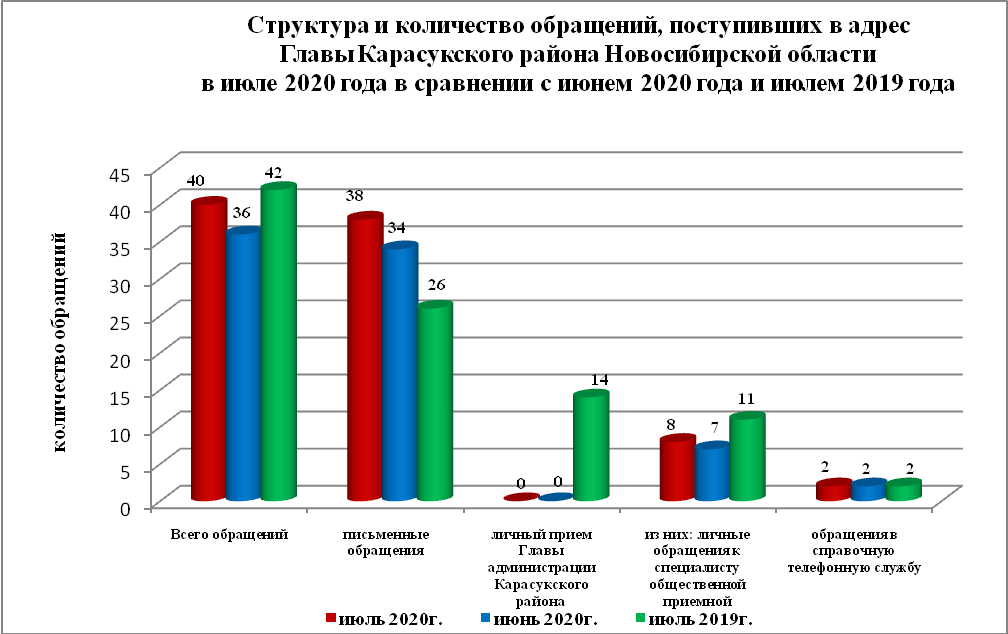 Структура и количество обращений, поступивших в адрес
Главы Карасукского района Новосибирской области
в июле 2020 года в сравнении с июнем 2020 года и июлем 2019 года
количество обращений
45
40
35
30
25
20
15
10
5
0
40
36
42
38
34
26
0
0
14
8
7
11
2
2
2
Всего обращений
письменные
обращения
личный прием
Главы
администрации
Карасукского
района
из них: личные
обращения к
специалисту
общественной
приемной
обращения в
справочную
телефонную службу
июль 2020г.
июнь 2020г.
июль 2019г.